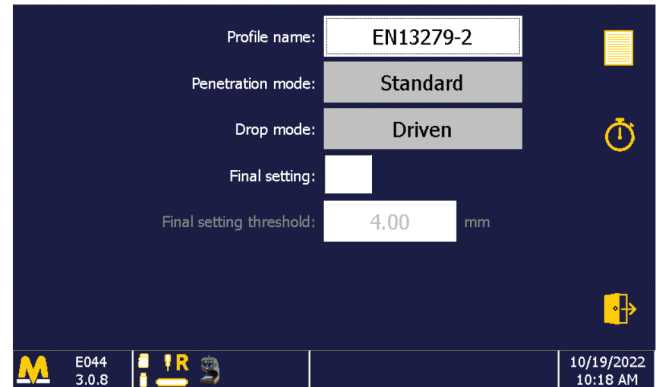 Profile name: EN13279-2
Penetration mode: Standard
Drop mode: Driven
Final setting:
Final setting threshold: 4.00 mm
E044
3.0.8
R
10/19/2022
10:18 AM